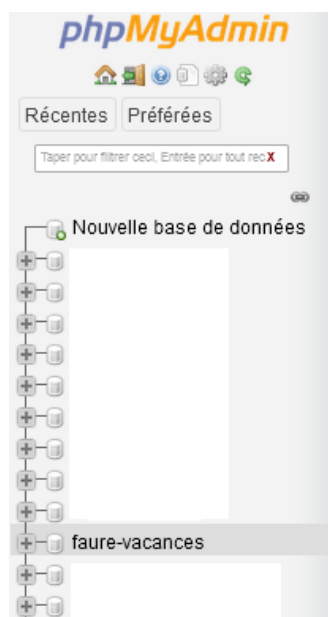 phpMyAdmin
Récentes Préférées
Taper pour filtrer ceci, Entrée pour tout rec X
Nouvelle base de données
faure-vacances